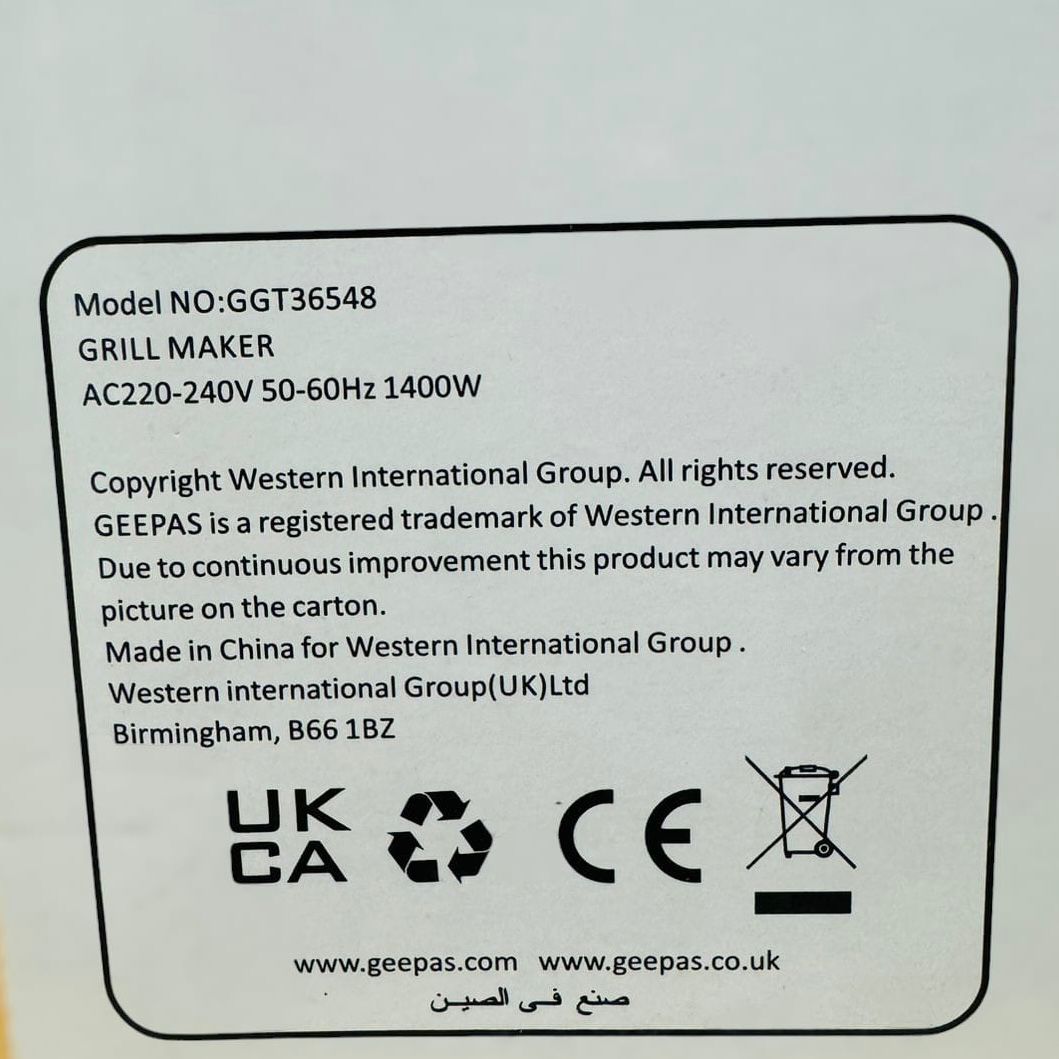 Model NO:GGT36548
GRILL MAKER
AC220-240V 50-60Hz 1400W
Copyright Western International Group. All rights reserved.
GEEPAS is a registered trademark of Western International Group .
Due to continuous improvement this product may vary from the
picture on the carton.
Made in China for Western International Group .
Western international Group(UK)Ltd
Birmingham, B66 1BZ
UK
CA
CE
www.geepas.com www.geepas.co.uk
صنع فى الصين